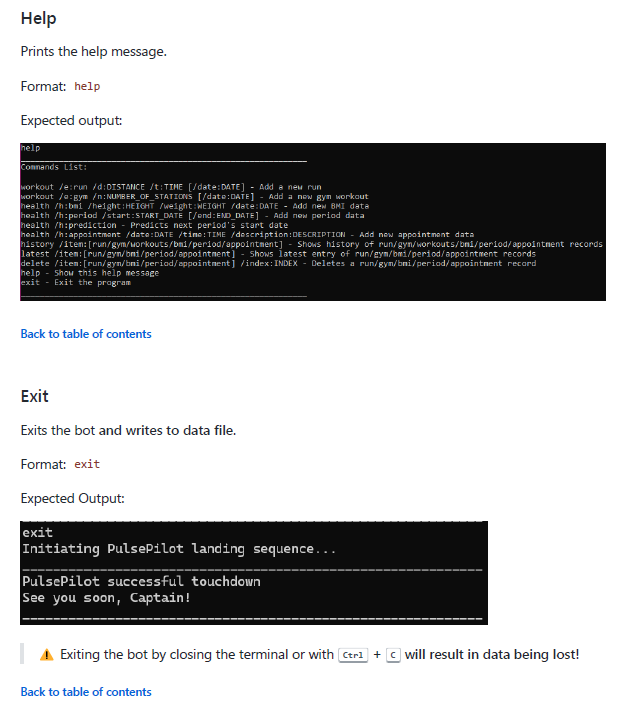 Help
Prints the help message.
Format: help
Expected output:
help
Commands List:
workout /e:run /d:DISTANCE /t:TIME [/date:DATE] - Add a new run
workout /e:gym /n:NUMBER_OF_STATIONS [/date:DATE] - Add a new gym workout
health /h:bmi /height:HEIGHT /weight:WEIGHT /date:DATE - Add new BMI data
health /h:period /start:START_DATE [/end:END_DATE] - Add new period data
health /h:prediction - Predicts next period's start date
health /h:appointment /date:DATE /time:TIME /description:DESCRIPTION - Add new appointment data
history /item:[run/gym/workouts/bmi/period/appointment] - Shows history of run/gym/workouts/bmi/period/appointment records
latest /item:[run/gym/bmi/period/appointment] - Shows latest entry of run/gym/bmi/period/appointment records
delete /item:[run/gym/bmi/period/appointment] /index:INDEX - Deletes a run/gym/bmi/period/appointment record
help - Show this help message
exit - Exit the program
Back to table of contents
Exit
Exits the bot and writes to data file.
Format: exit
Expected Output:
exit
Initiating PulsePilot landing sequence...
PulsePilot successful touchdown
See you soon, Captain!
⚠️ Exiting the bot by closing the terminal or with Ctrl + C will result in data being lost!
Back to table of contents